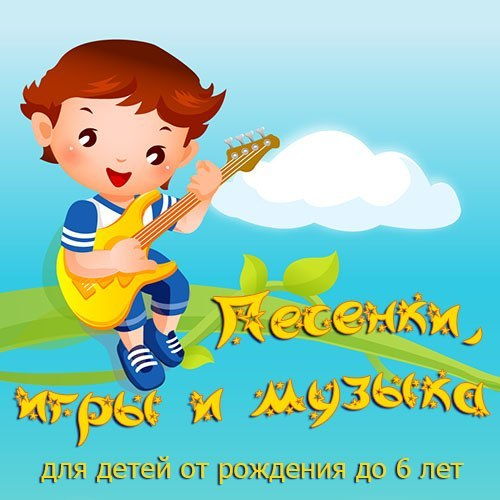 Песенки,
игры и музыка
для детей от рождения до 6 лет